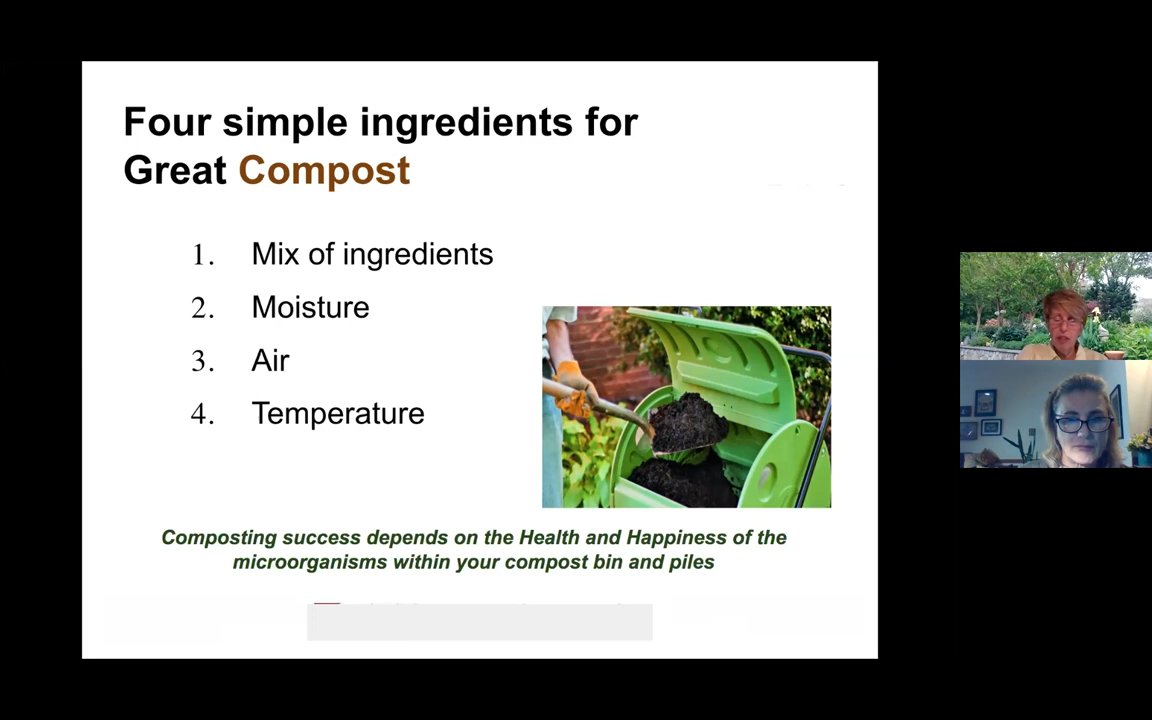 Four simple ingredients for
Great Compost
1. Mix of ingredients
2. Moisture
3. Air
4. Temperature
Composting success depends on the Health and Happiness of the
microorganisms within your compost bin and piles